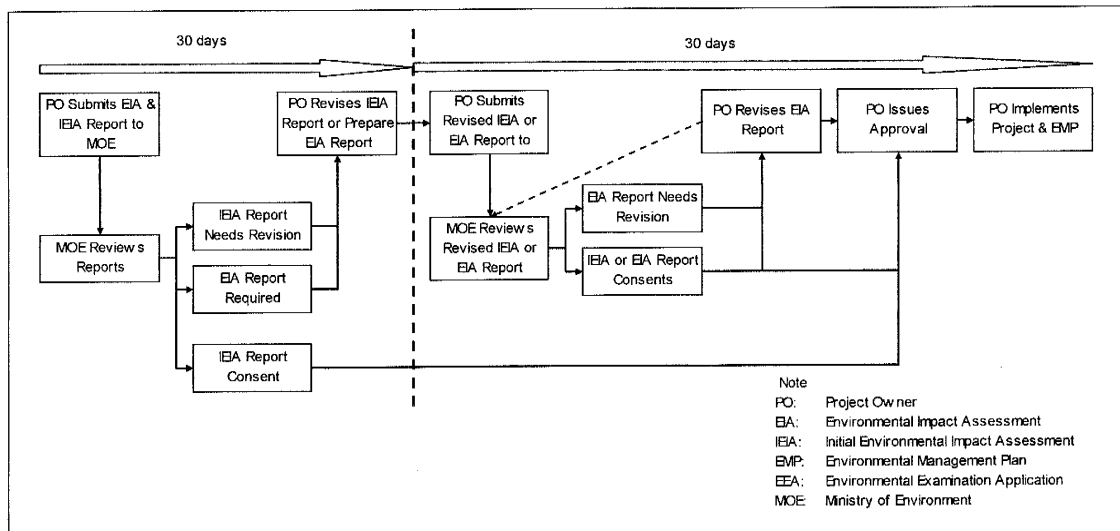 30 days
30 days
PO Submits EIA &
IEIA Report to
MOE
PO Revises IEIA
Report or Prepare
EIA Report
PO Submits
Revised IEIA or
EIA Report to
PO Revises EIA
Report
PO Issues
Approval
PO Implements
Project & EMP
MOE Review's
Reports
IEIA Report
Needs Revision
EIA Report
Required
IEIA Report
Consent
MOE Review's
Revised IEIA or
EIA Report
EIA Report Needs
Revision
IEIA or EIA Report
Consents
Note
PO: Project Owner
EIA: Environmental Impact Assessment
IEIA: Initial Environmental Impact Assessment
EMP: Environmental Management Plan
EEA: Environmental Examination Application
MOE: Ministry of Environment